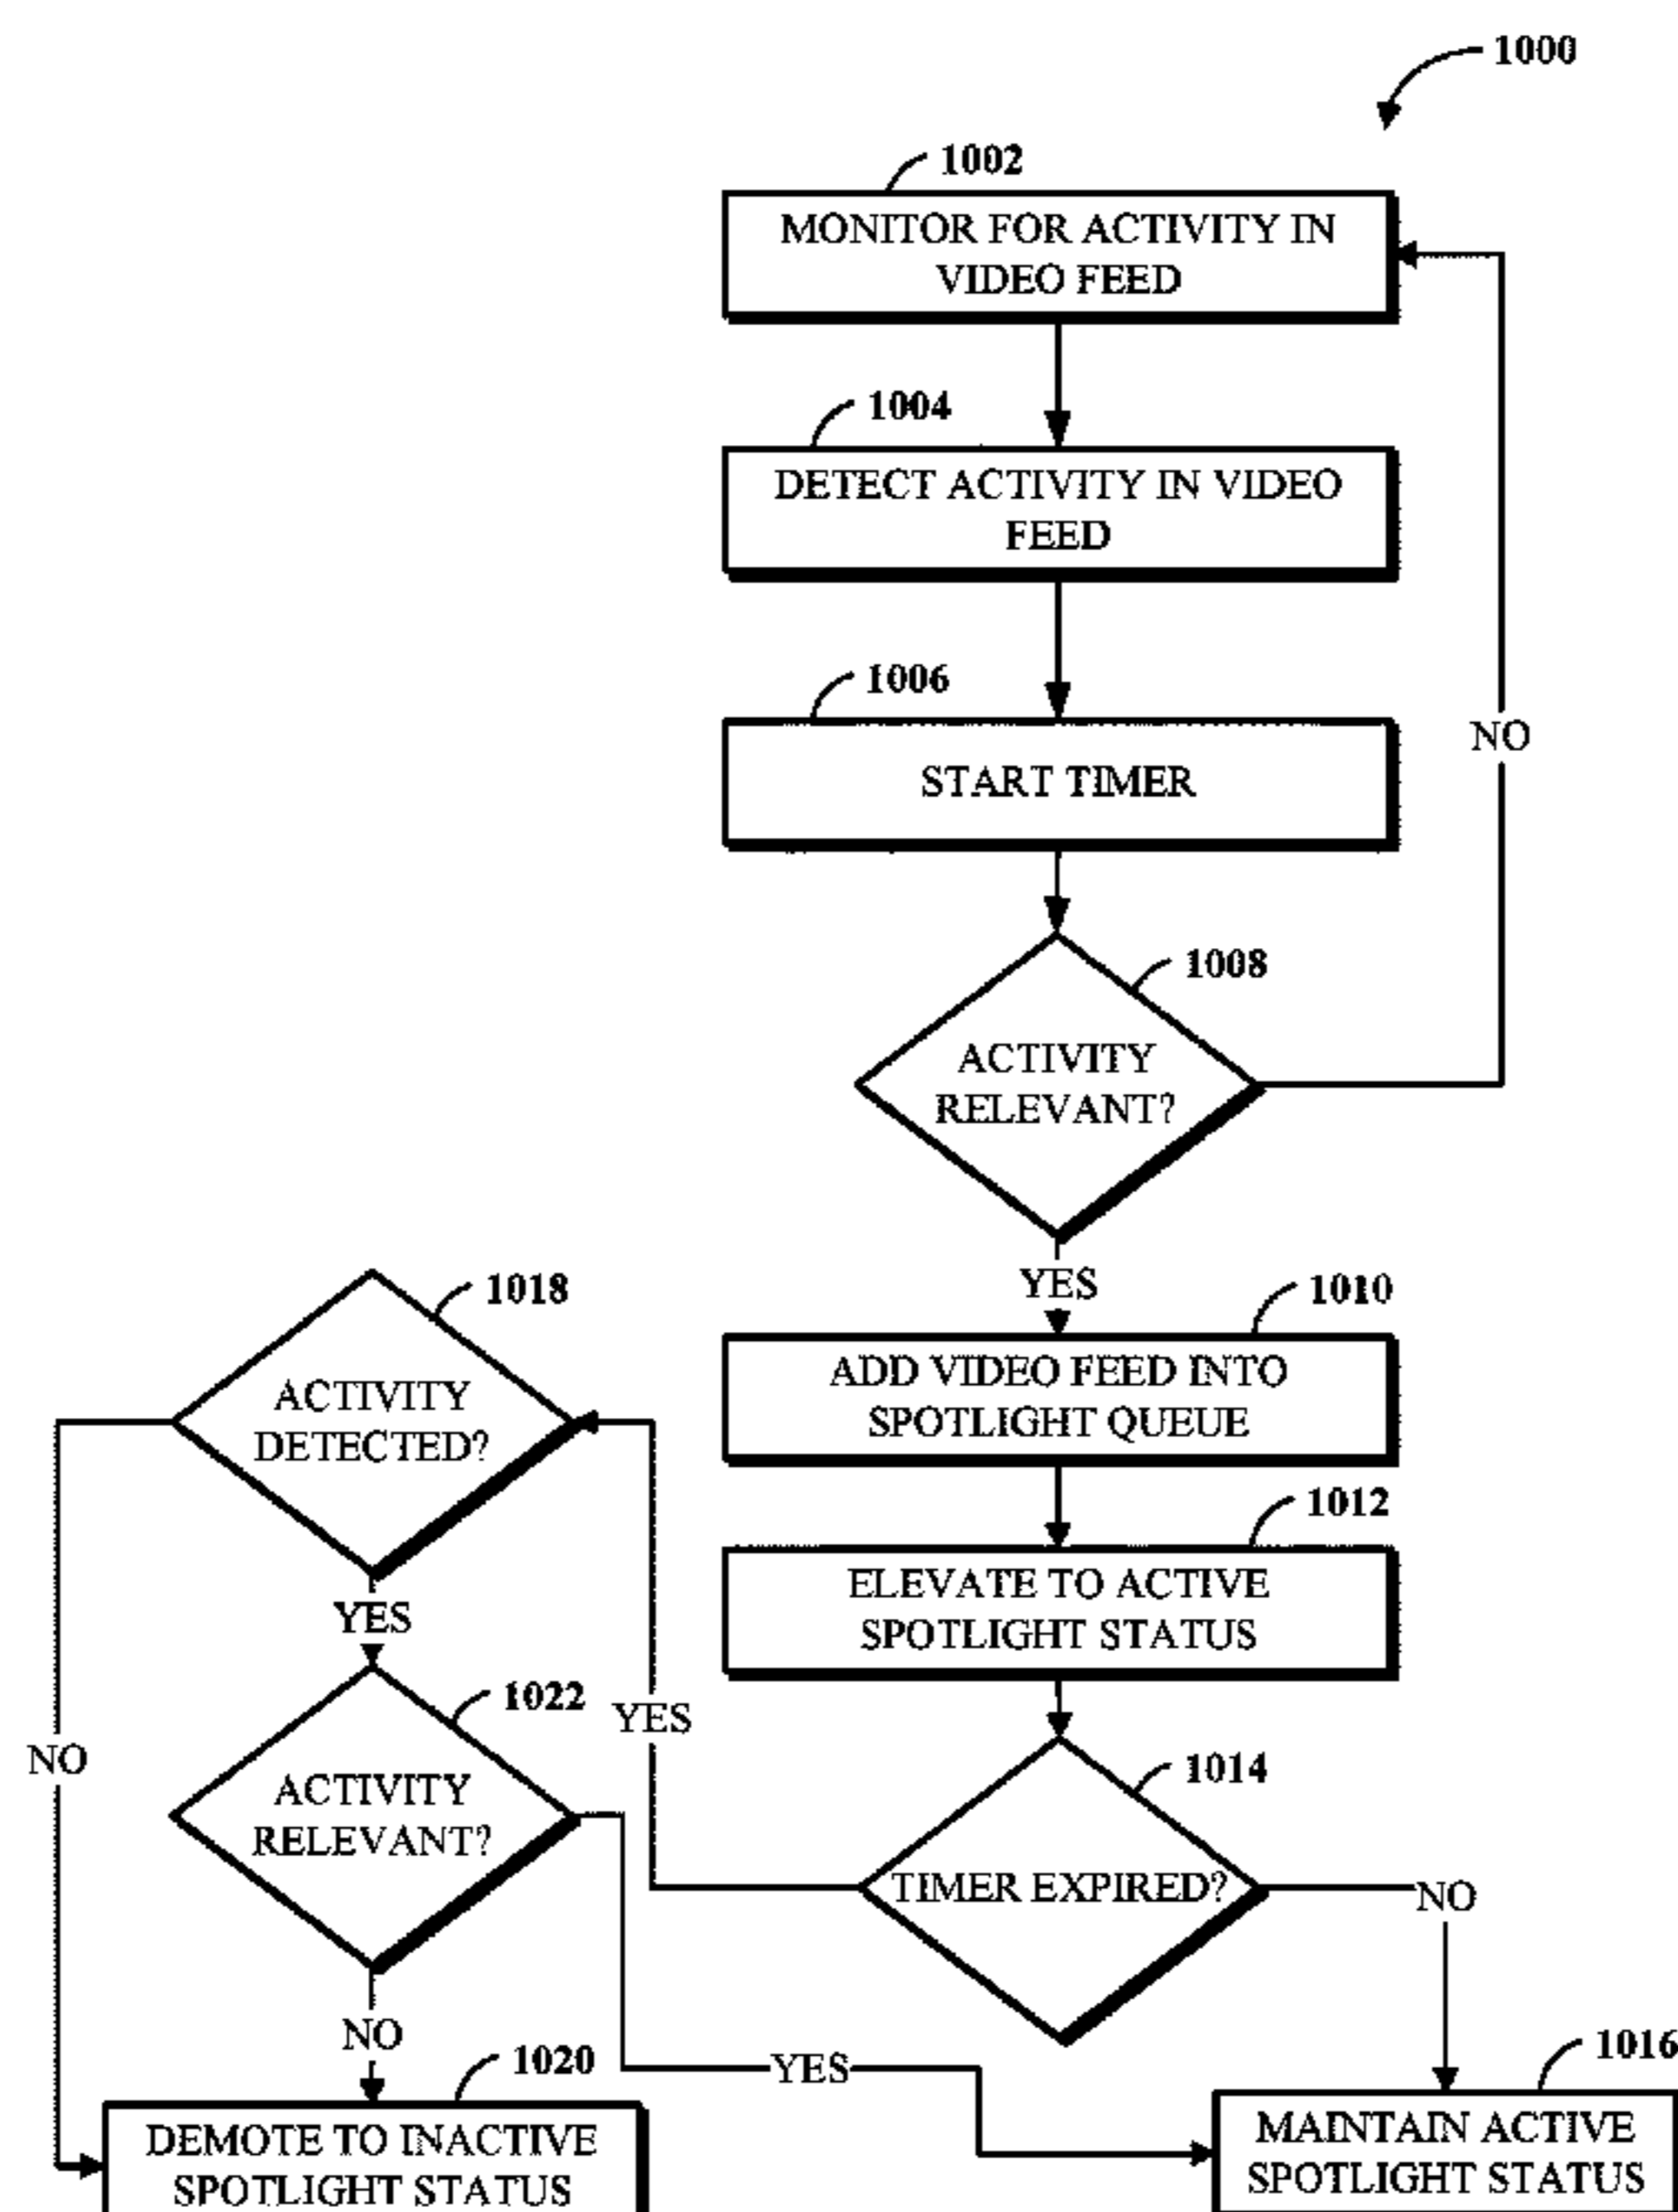 1000
1002
MONITOR FOR ACTIVITY IN
VIDEO FEED
1004
DETECT ACTIVITY IN VIDEO
FEED
1006
START TIMER
NO
1008
ACTIVITY
RELEVANT?
YES
1010
ADD VIDEO FEED INTO
SPOTLIGHT QUEUE
1012
ELEVATE TO ACTIVE
SPOTLIGHT STATUS
1014
TIMER EXPIRED?
NO
1016
MAINTAIN ACTIVE
SPOTLIGHT STATUS
YES
1018
ACTIVITY
DETECTED?
YES
NO
1022
ACTIVITY
RELEVANT?
YES
NO
1020
DEMOTE TO INACTIVE
SPOTLIGHT STATUS